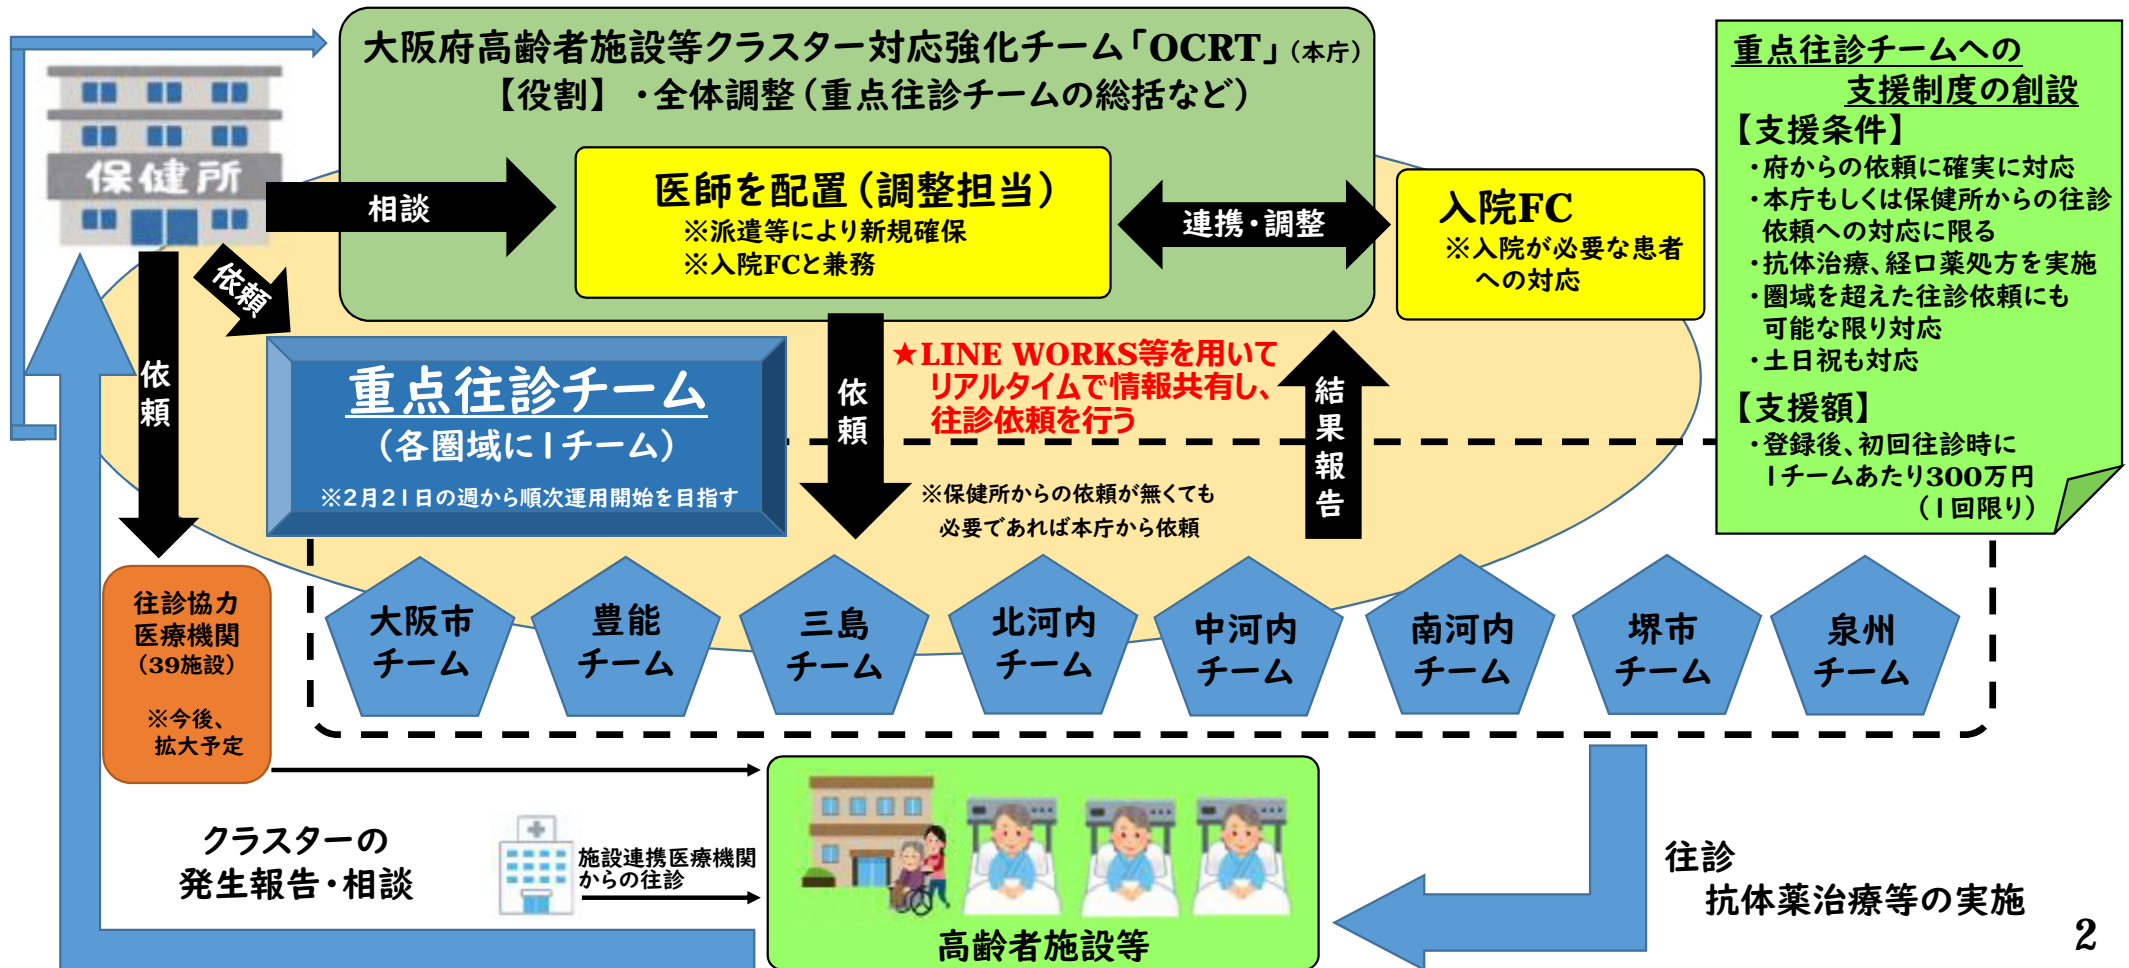 大阪府高齢者施設等クラスター対応強化チーム「OCRT」(本庁)
【役割】 ・全体調整(重点往診チームの総括など)
保健所
相談
医師を配置(調整担当)
※派遣等により新規確保
※入院FCと兼務
連携・調整
入院FC
※入院が必要な患者
への対応
重点往診チームへの
支援制度の創設
【支援条件】
・府からの依頼に確実に対応
・本庁もしくは保健所からの往診
依頼への対応に限る
・抗体治療、経口薬処方を実施
・圏域を超えた往診依頼にも
可能な限り対応
・土日祝も対応
【支援額】
・登録後、初回往診時に
1チームあたり300万円
(1回限り)
依頼
依頼
重点往診チーム
(各圏域に1チーム)
※2月21日の週から順次運用開始を目指す
依頼
★LINE WORKS等を用いて
リアルタイムで情報共有し、
往診依頼を行う
※保健所からの依頼が無くても
必要であれば本庁から依頼
結果報告
往診協力
医療機関
(39施設)
※今後、
拡大予定
大阪市
チーム
豊能
チーム
三島
チーム
北河内
チーム
中河内
チーム
南河内
チーム
堺市
チーム
泉州
チーム
クラスターの
発生報告・相談
施設連携医療機関
からの往診
高齢者施設等
往診
抗体薬治療等の実施
2